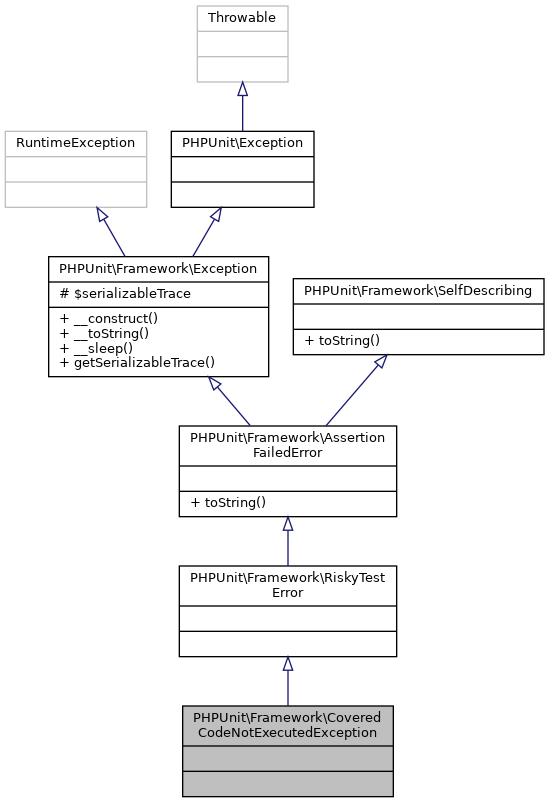 Throwable
RuntimeException
PHPUnit\Exception
PHPUnit\Framework\Exception
# $serializableTrace
+ __construct()
+ __toString()
+ __sleep()
+ getSerializableTrace()
PHPUnit\Framework\SelfDescribing
+ toString()
PHPUnit\Framework\Assertion
FailedError
+ toString()
PHPUnit\Framework\RiskyTest
Error
PHPUnit\Framework\Covered
CodeNotExecutedException